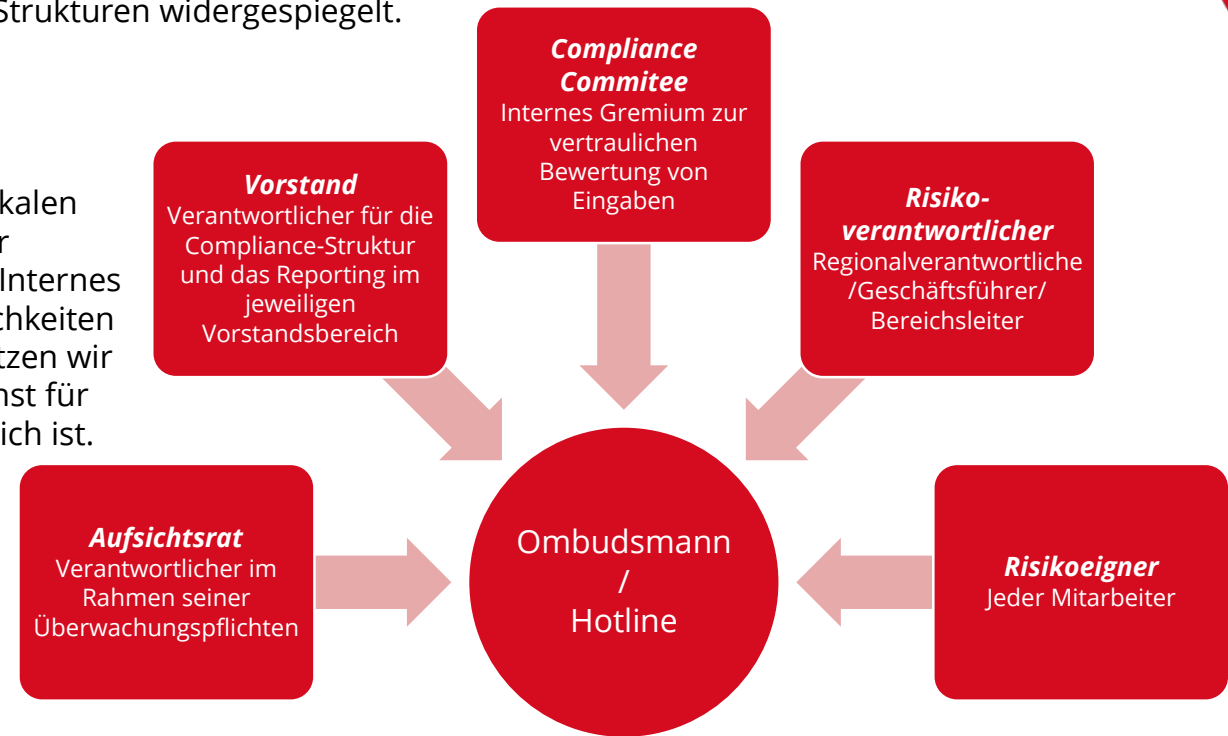 Strukturen widergespiegelt.
Compliance
Commitee
Internes Gremium zur
vertraulichen
Bewertung von
Eingaben
Vorstand
Verantwortlicher für die
Compliance-Struktur
und das Reporting im
jeweiligen
Vorstandsbereich
Risiko-
verantwortlicher
Regionalverantwortliche
/Geschäftsführer/
Bereichsleiter
kalen
r
Internes
chkeiten
tzen wir
nst für
ich ist.
Aufsichtsrat
Verantwortlicher im
Rahmen seiner
Überwachungspflichten
Ombudsmann
/
Hotline
Risikoeigner
Jeder Mitarbeiter